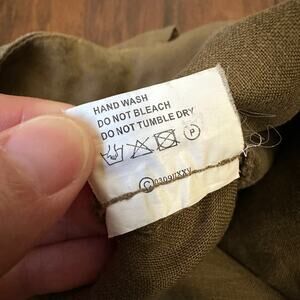 HAND WASH
DO NOT BLEACH
DO NOT TUMBLE DRY
P
C